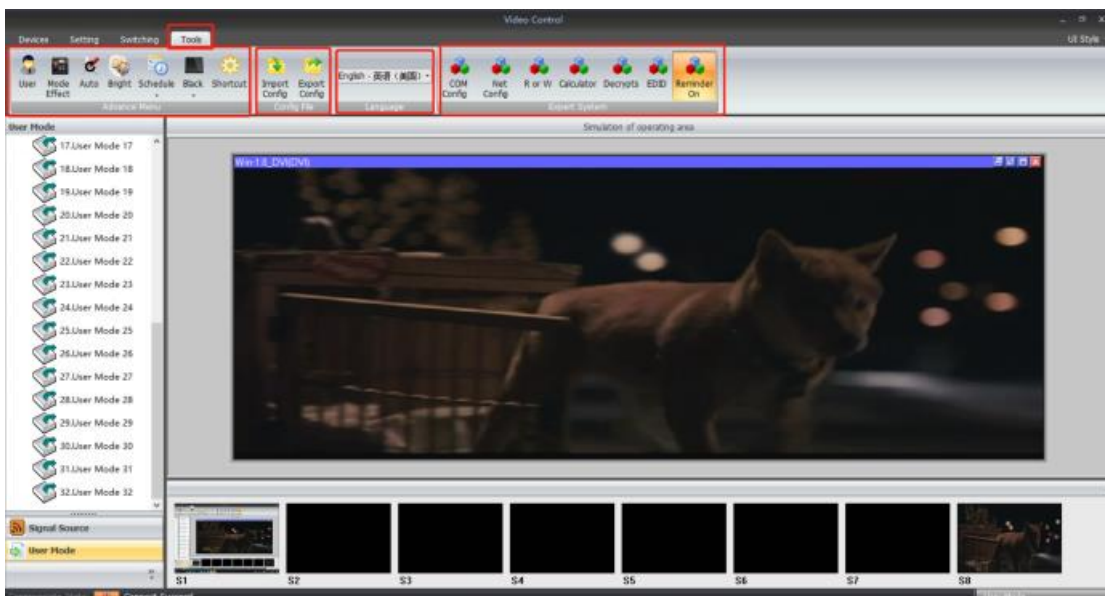 Video Control
Devices Setting Switching Tools UI Style
User Mode Effect Auto Bright Schedule Black Shortcut Import Config Export Config English - 英语 (美国) COM Config Net Config R or W Calculator Decrypts EDID Reminder On
Advance Menu Config File Language Expert System
User Mode Simulation of operating area
17.User Mode 17
Win-1:8_DVI(DVI)
18.User Mode 18
19.User Mode 19
20.User Mode 20
21.User Mode 21
22.User Mode 22
23.User Mode 23
24.User Mode 24
25.User Mode 25
26.User Mode 26
27.User Mode 27
28.User Mode 28
29.User Mode 29
30.User Mode 30
31.User Mode 31
32.User Mode 32
Signal Source
User Mode
S1 S2 S3 S4 S5 S6 S7 S8